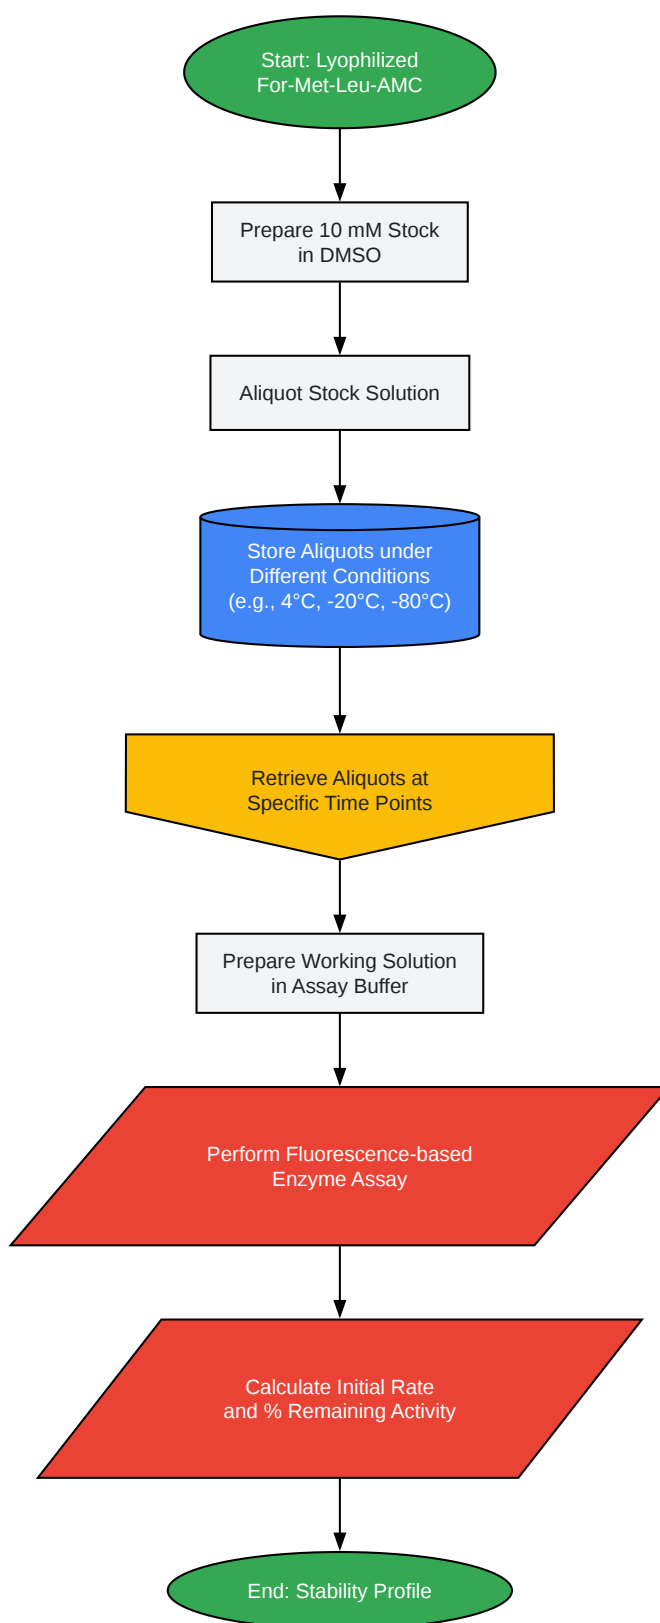 Start: Lyophilized
For-Met-Leu-AMC
Prepare 10 mM Stock
in DMSO
Aliquot Stock Solution
Store Aliquots under
Different Conditions
(e.g., 4°C, -20°C, -80°C)
Retrieve Aliquots at
Specific Time Points
Prepare Working Solution
in Assay Buffer
Perform Fluorescence-based
Enzyme Assay
Calculate Initial Rate
and % Remaining Activity
End: Stability Profile